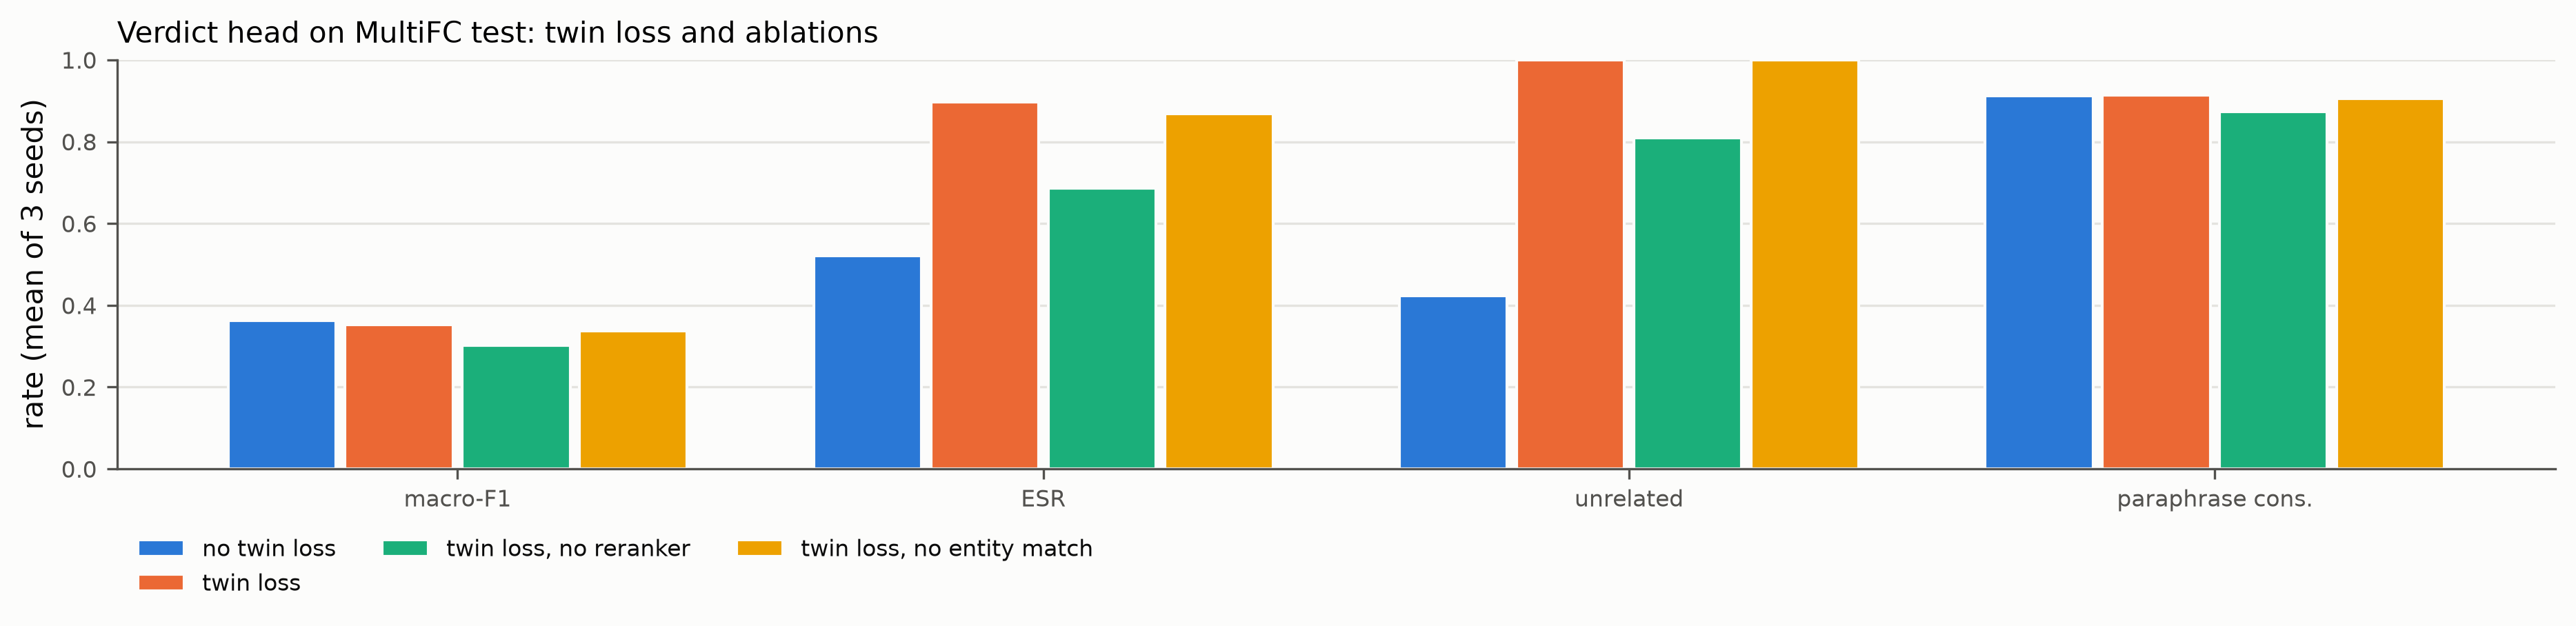 Verdict head on MultiFC test: twin loss and ablations
rate (mean of 3 seeds)
1.0
0.8
0.6
0.4
0.2
0.0
macro-F1
ESR
unrelated
paraphrase cons.
no twin loss
twin loss, no reranker
twin loss, no entity match
twin loss